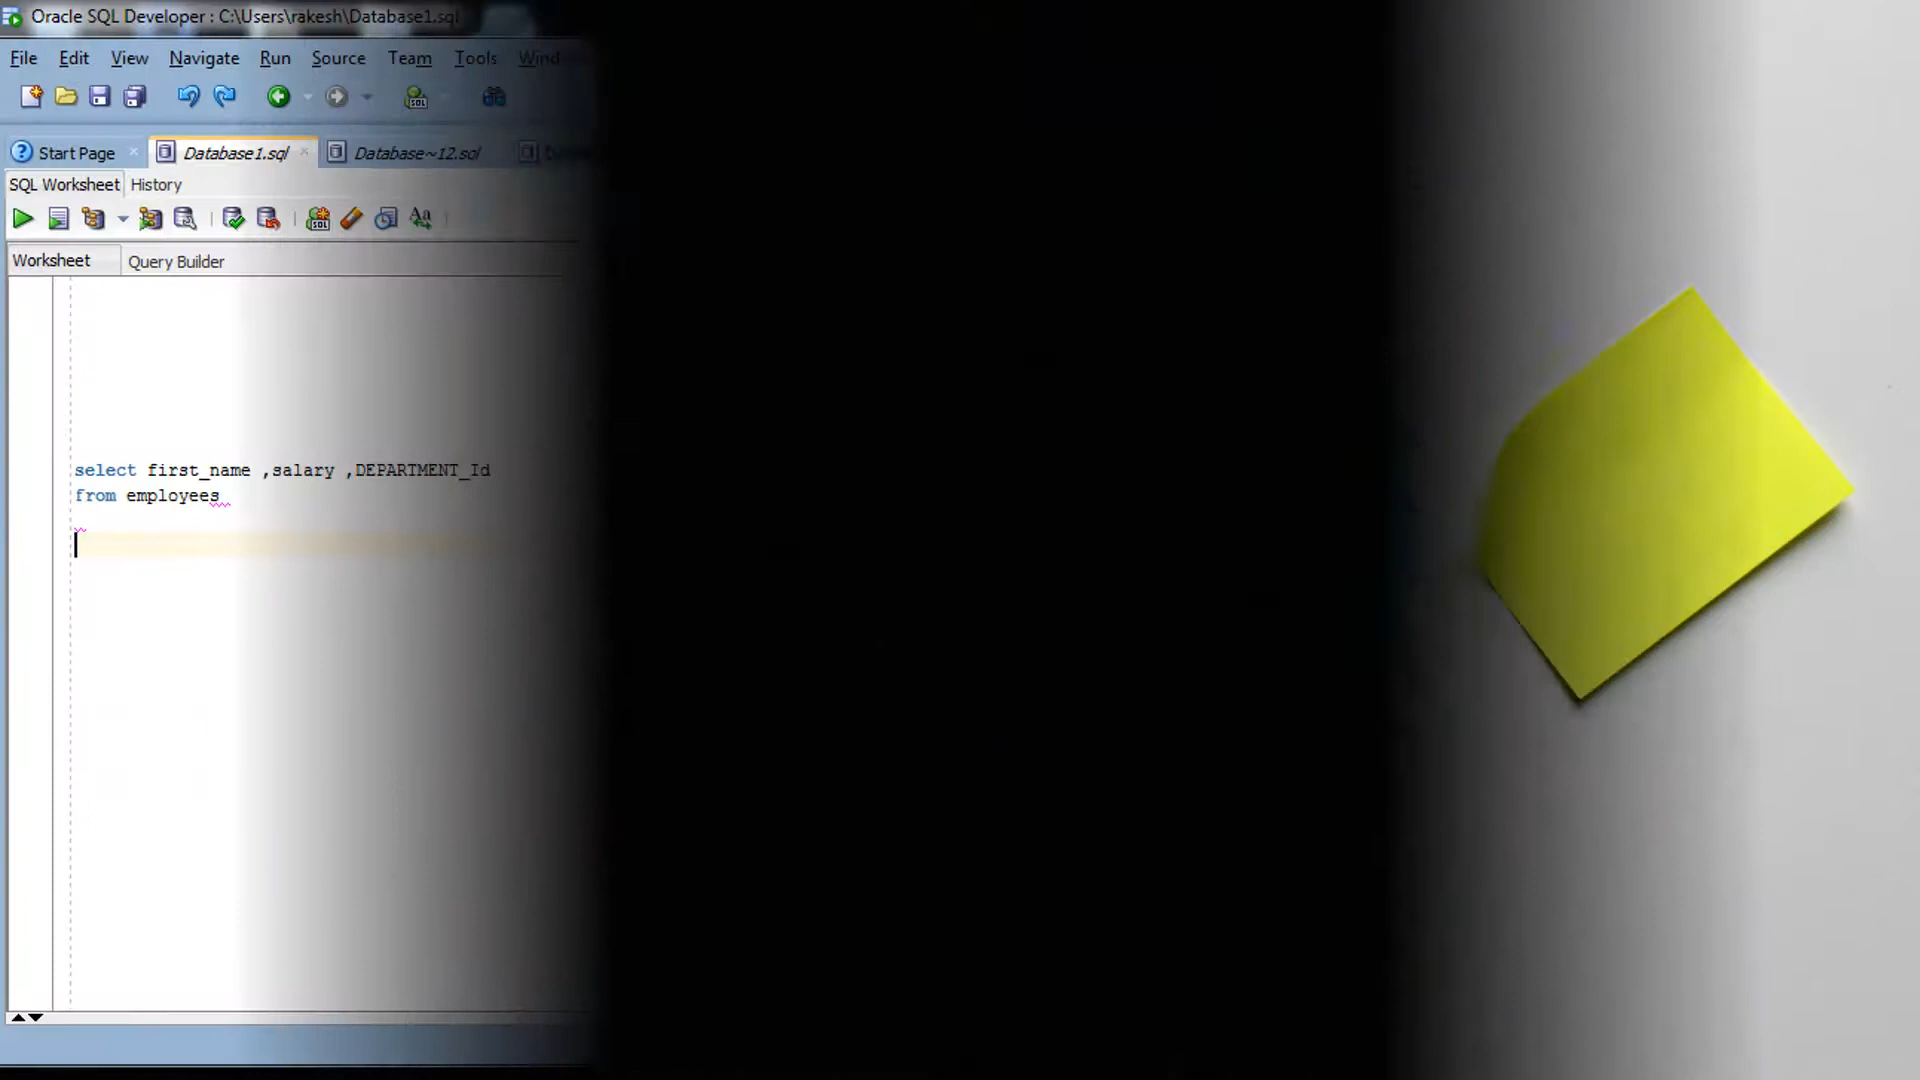 Oracle SQL Developer : C:\Users\rakesh\Database1.sql
File Edit View Navigate Run Source Team Tools Wind
Start Page Database1.sql Database~12.sql
SQL Worksheet History
Worksheet Query Builder
select first_name ,salary ,DEPARTMENT_Id
from employees